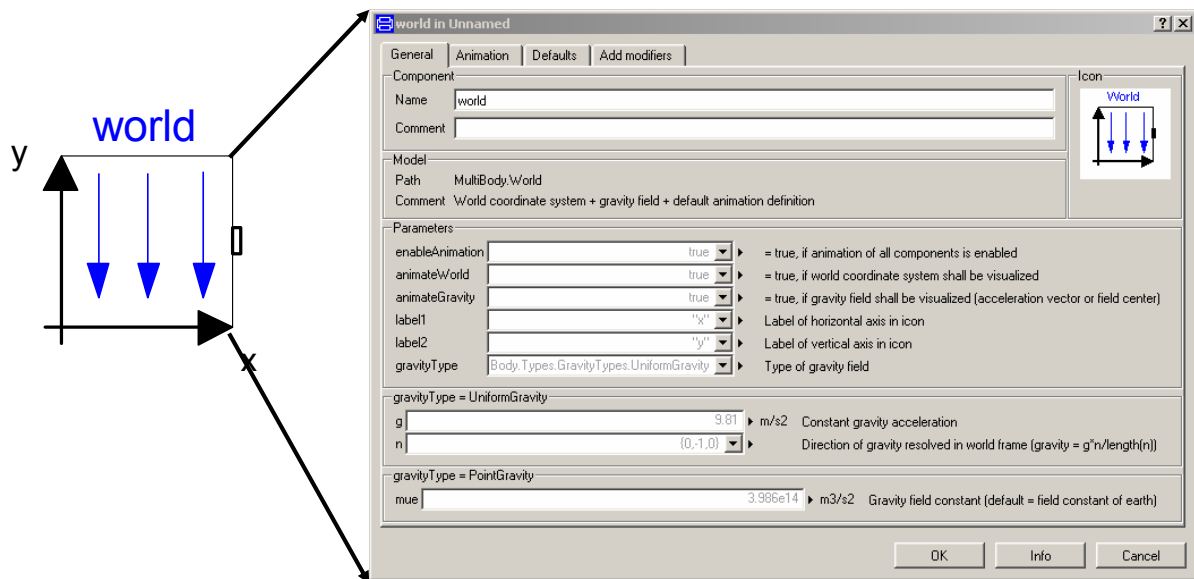 world
y
x
world in Unnamed
General Animation Defaults Add modifiers
Component
Name world
Comment
Icon
World
Model
Path MultiBody.World
Comment World coordinate system + gravity field + default animation definition
Parameters
enableAnimation true = true, if animation of all components is enabled
animateWorld true = true, if world coordinate system shall be visualized
animateGravity true = true, if gravity field shall be visualized (acceleration vector or field center)
label1 "x" Label of horizontal axis in icon
label2 "y" Label of vertical axis in icon
gravityType Body.Types.GravityTypes.UniformGravity Type of gravity field
gravityType = UniformGravity
g 9.81 m/s2 Constant gravity acceleration
n {0,-1,0} Direction of gravity resolved in world frame (gravity = g*n/length(n))
gravityType = PointGravity
mue 3.986e14 m3/s2 Gravity field constant (default = field constant of earth)
OK Info Cancel